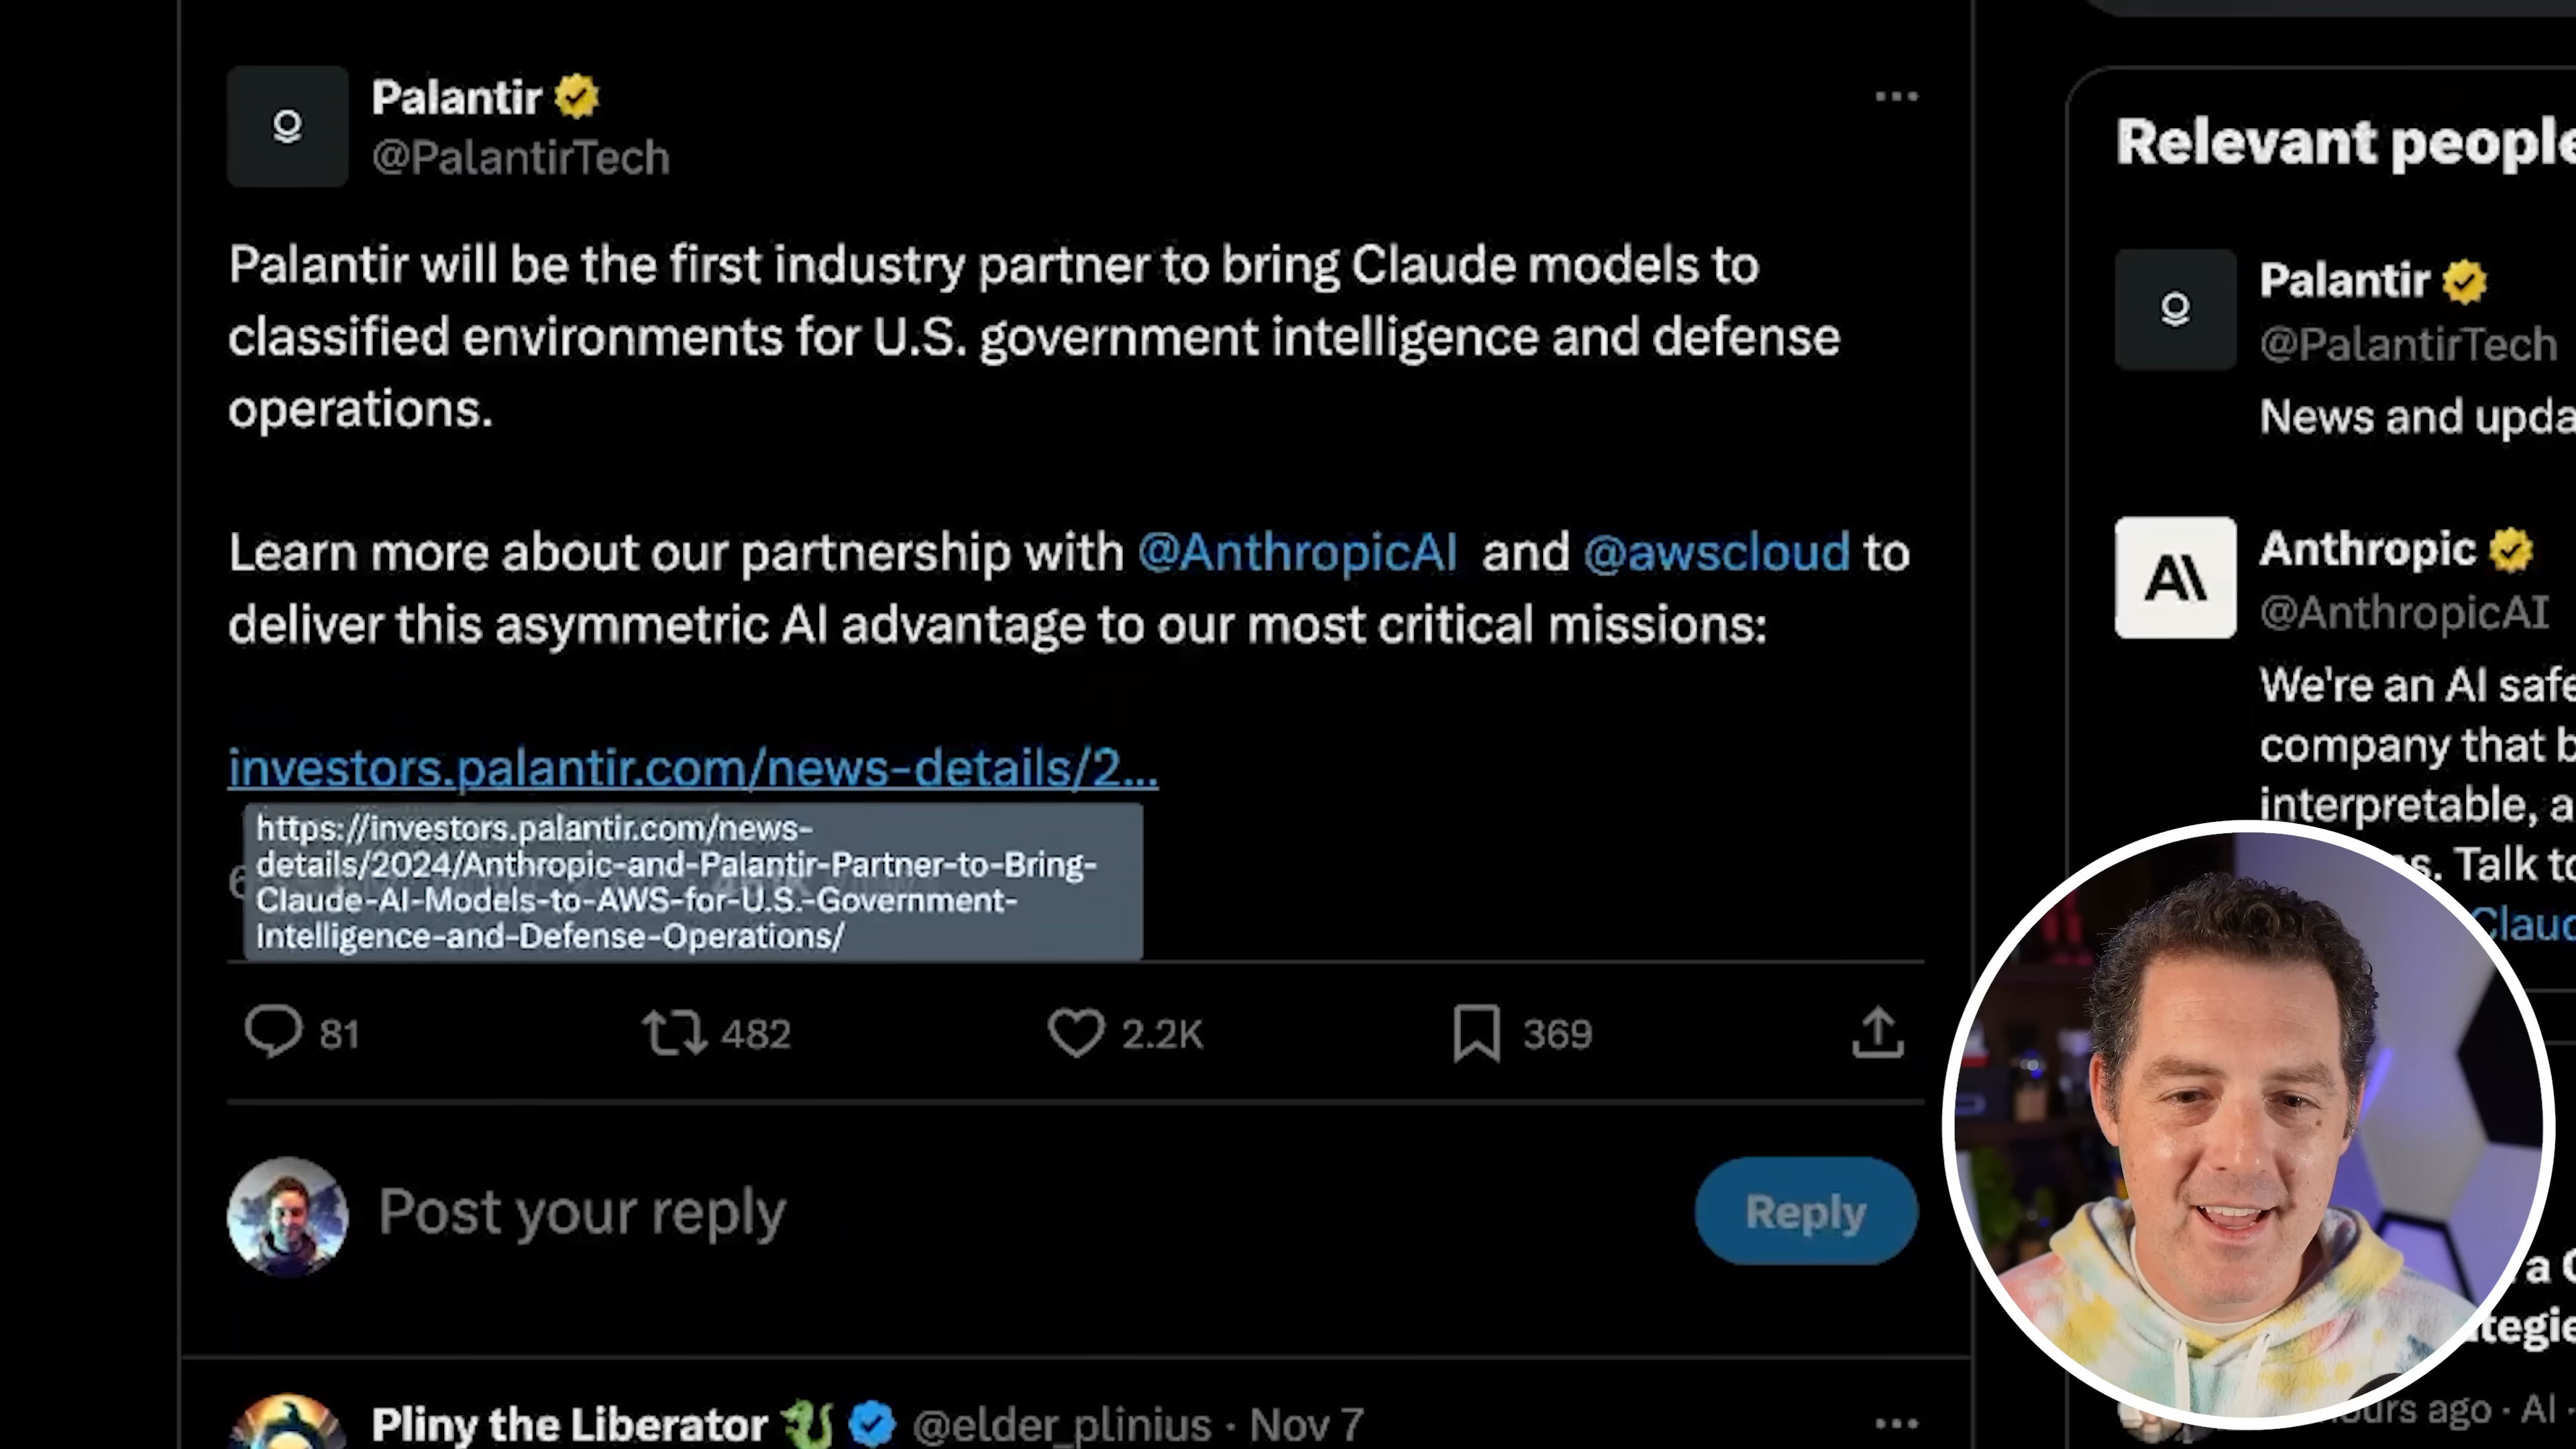 Palantir
@PalantirTech
Palantir will be the first industry partner to bring Claude models to
classified environments for U.S. government intelligence and defense
operations.
Learn more about our partnership with @AnthropicAI and @awscloud to
deliver this asymmetric AI advantage to our most critical missions:
investors.palantir.com/news-details/2...
https://investors.palantir.com/news-
details/2024/Anthropic-and-Palantir-Partner-to-Bring-
Claude-AI-Models-to-AWS-for-U.S.-Government-
Intelligence-and-Defense-Operations/
81
482
2.2K
369
Post your reply
Reply
Pliny the Liberator @elder_plinius · Nov 7
Relevant people
Palantir
@PalantirTech
News and upda
Anthropic
@AnthropicAI
We're an AI safe
company that b
interpretable, a
s. Talk to
Claud
a
tegie
ours ago · AI ·